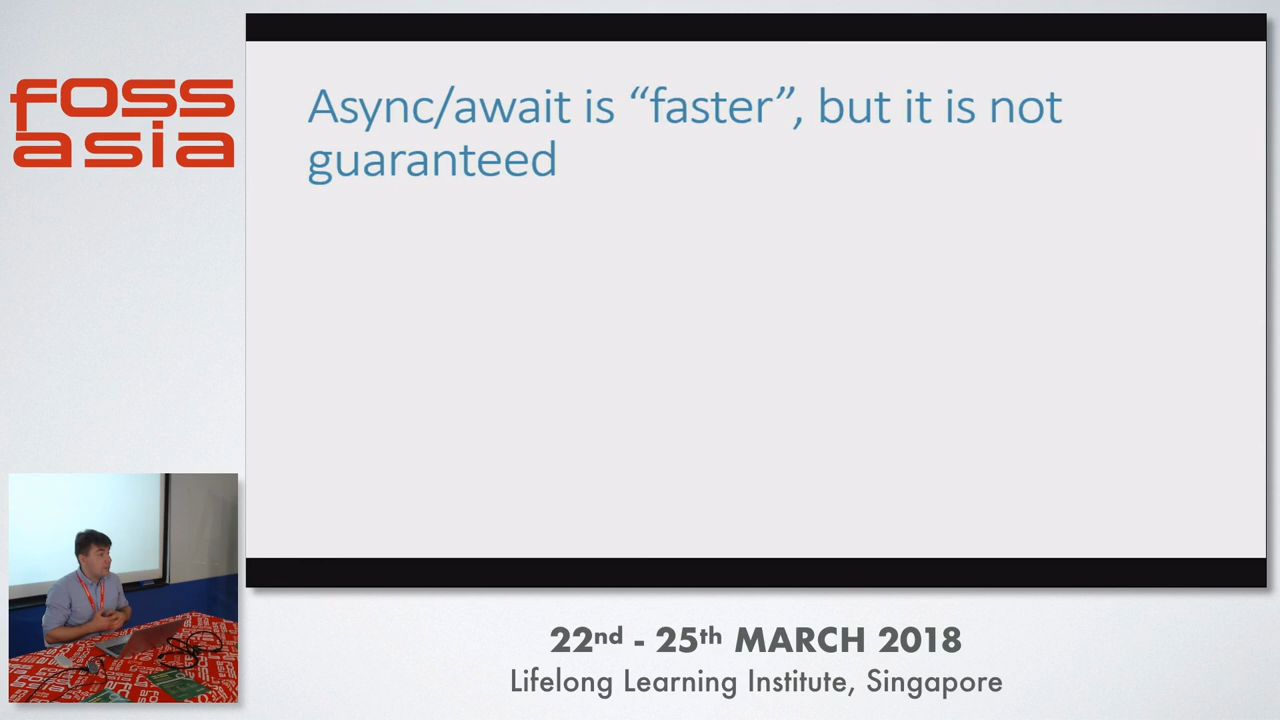 foss
asia
Async/await is “faster”, but it is not
guaranteed
22nd - 25th MARCH 2018
Lifelong Learning Institute, Singapore